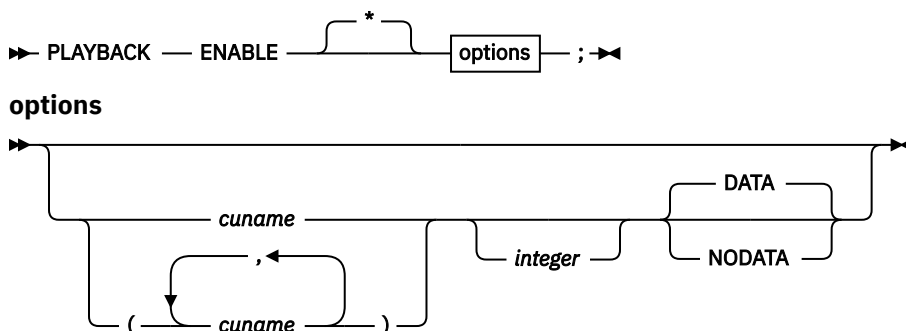 *
PLAYBACK ENABLE options ;
options
DATA
cuname
, integer NODATA
( cuname )